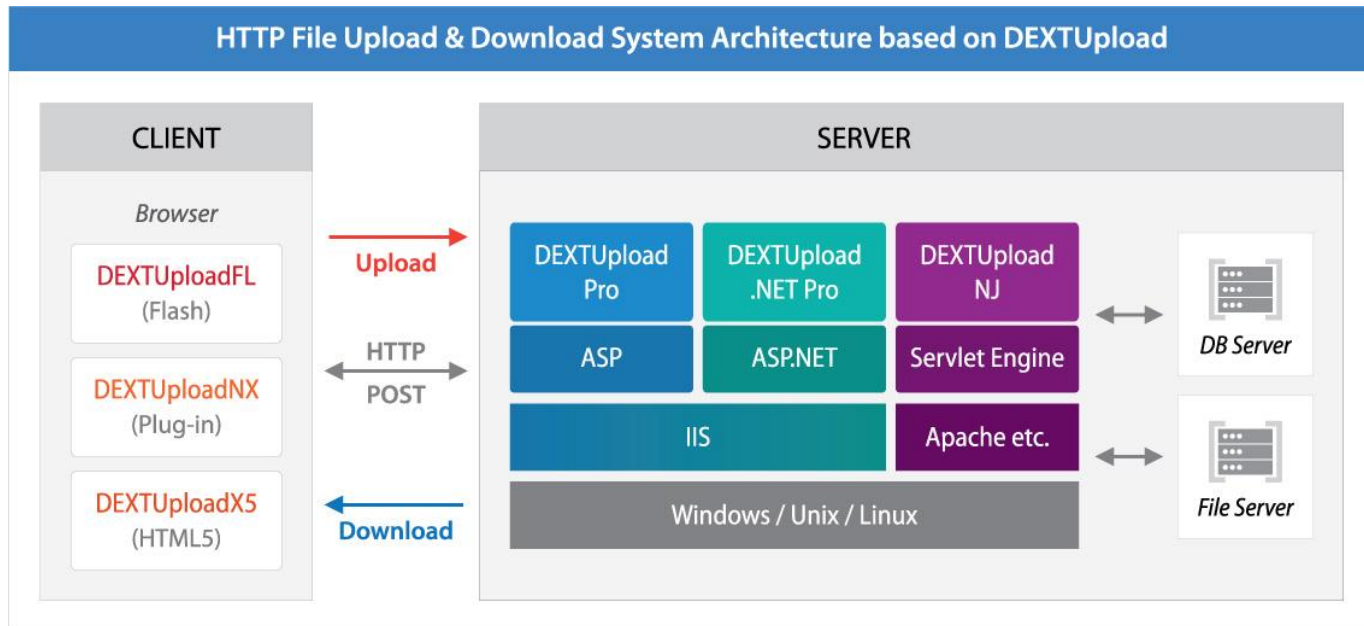 HTTP File Upload & Download System Architecture based on DEXTUpload
CLIENT
Browser
DEXTUploadFL
(Flash)
DEXTUploadNX
(Plug-in)
DEXTUploadX5
(HTML5)
Upload
HTTP
POST
Download
SERVER
DEXTUpload
Pro
DEXTUpload
.NET Pro
DEXTUpload
NJ
ASP
ASP.NET
Servlet Engine
IIS
Apache etc.
Windows / Unix / Linux
DB Server
File Server